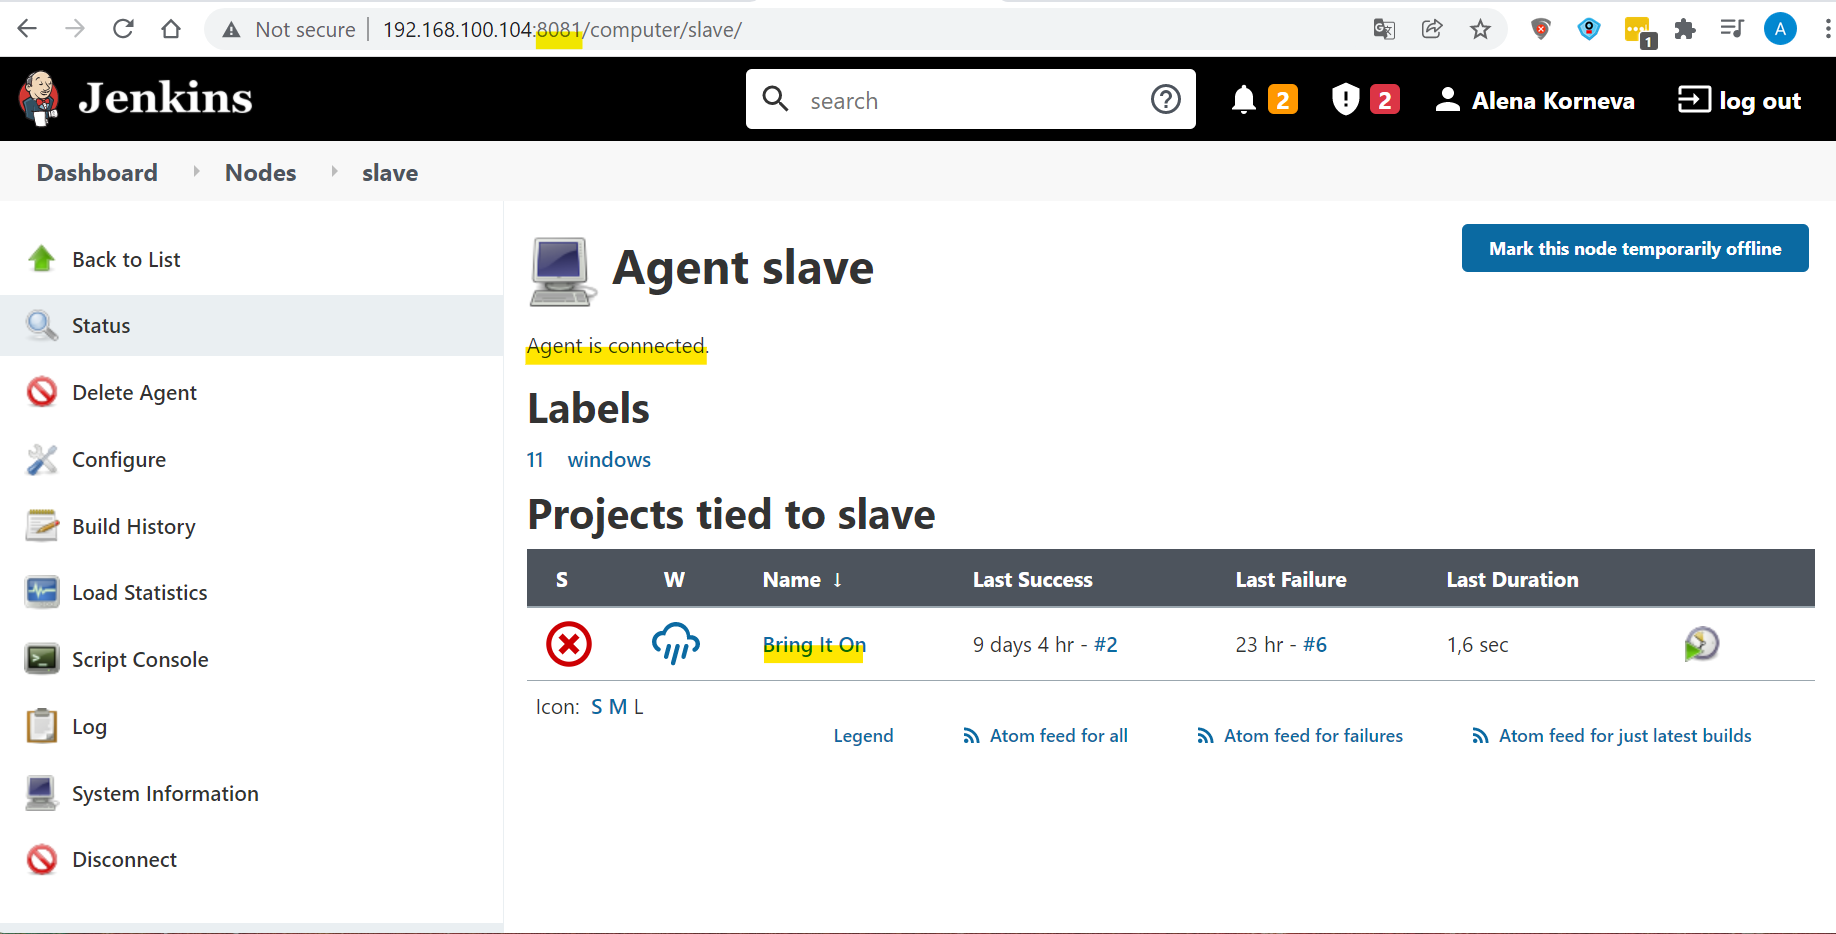 Not secure 192.168.100.104:8081/computer/slave/ 1 A
Jenkins search 2 2 Alena Korneva log out
Dashboard Nodes slave
Back to List
Status
Delete Agent
Configure
Build History
Load Statistics
Script Console
Log
System Information
Disconnect
Agent slave
Mark this node temporarily offline
Agent is connected.
Labels
11 windows
Projects tied to slave
S W Name ↓ Last Success Last Failure Last Duration
Bring It On 9 days 4 hr - #2 23 hr - #6 1,6 sec
Icon: S M L
Legend Atom feed for all Atom feed for failures Atom feed for just latest builds